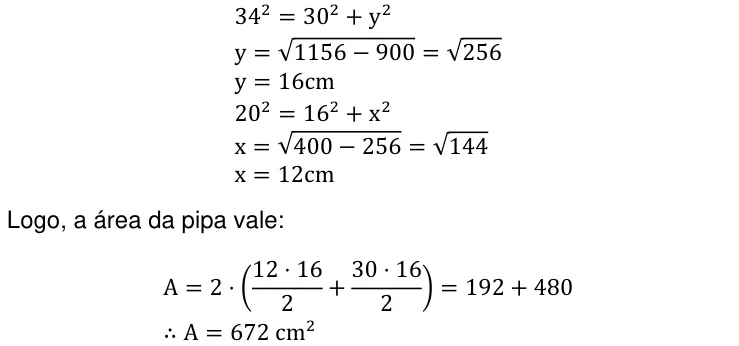 34² = 30² + y²
y = √(1156 − 900) = √256
y = 16cm
20² = 16² + x²
x = √(400 − 256) = √144
x = 12cm
Logo, a área da pipa vale:
A = 2 · (12 · 16/2 + 30 · 16/2) = 192 + 480
∴ A = 672 cm²